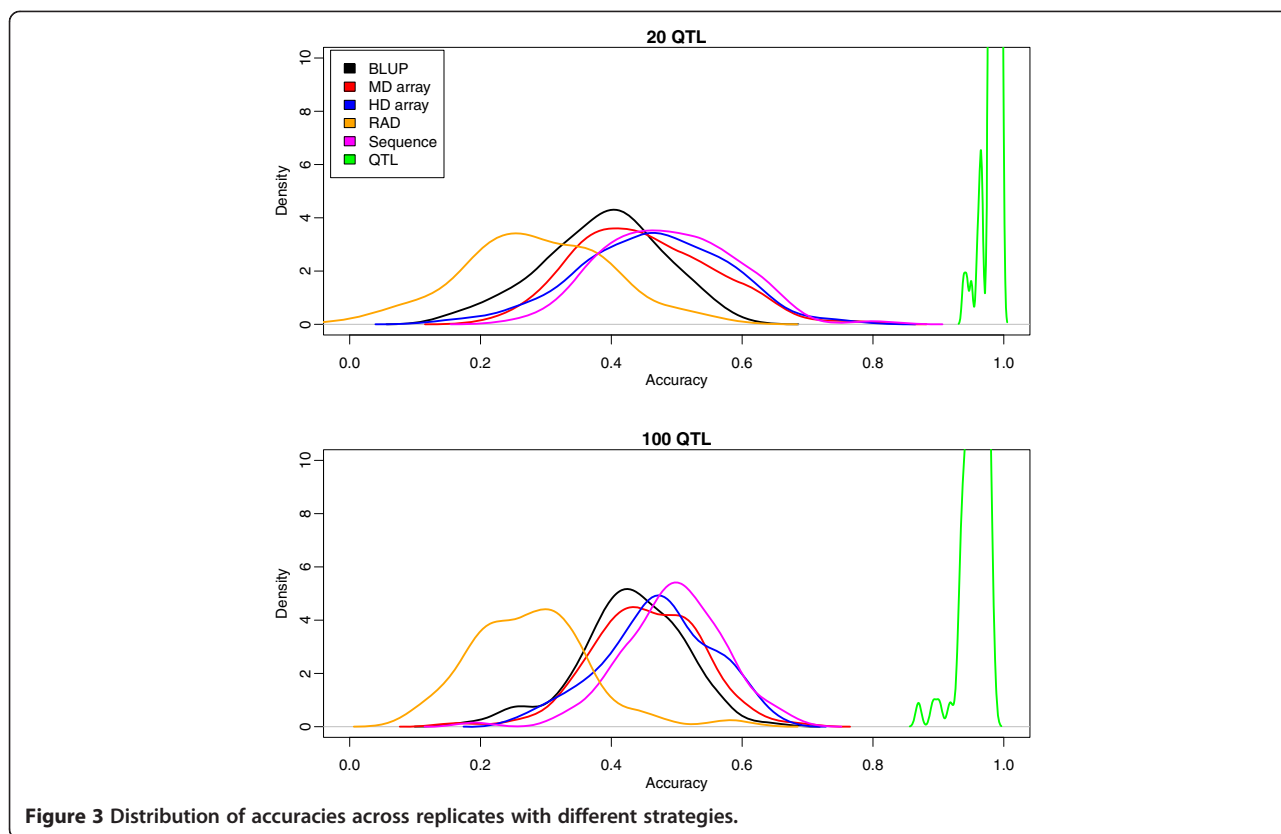 20 QTL
10
8
6
4
2
0
Density
BLUP
MD array
HD array
RAD
Sequence
QTL
0.0 0.2 0.4 0.6 0.8 1.0
Accuracy
100 QTL
10
8
6
4
2
0
Density
0.0 0.2 0.4 0.6 0.8 1.0
Accuracy
Figure 3 Distribution of accuracies across replicates with different strategies.